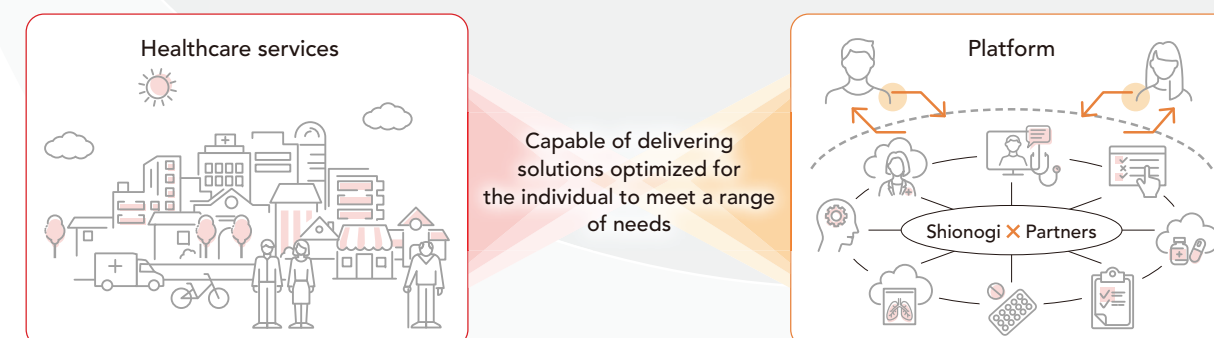 Healthcare services
Capable of delivering
solutions optimized for
the individual to meet a range
of needs
Platform
Shionogi × Partners